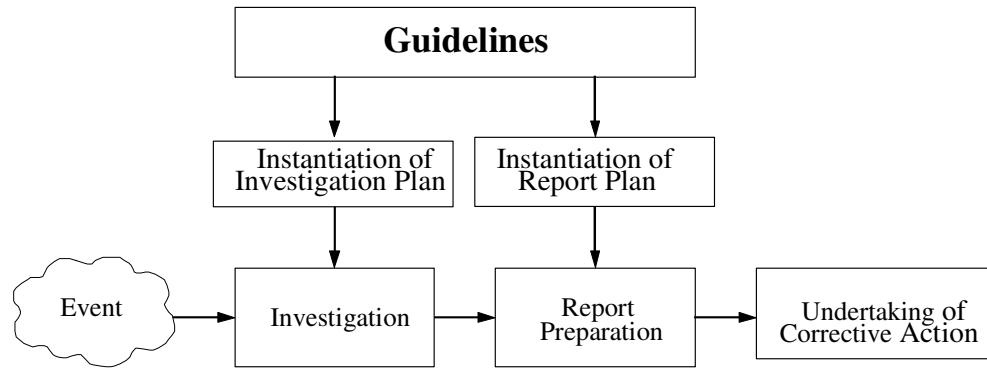 Guidelines
Instantiation of
Investigation Plan
Instantiation of
Report Plan
Event
Investigation
Report
Preparation
Undertaking of
Corrective Action